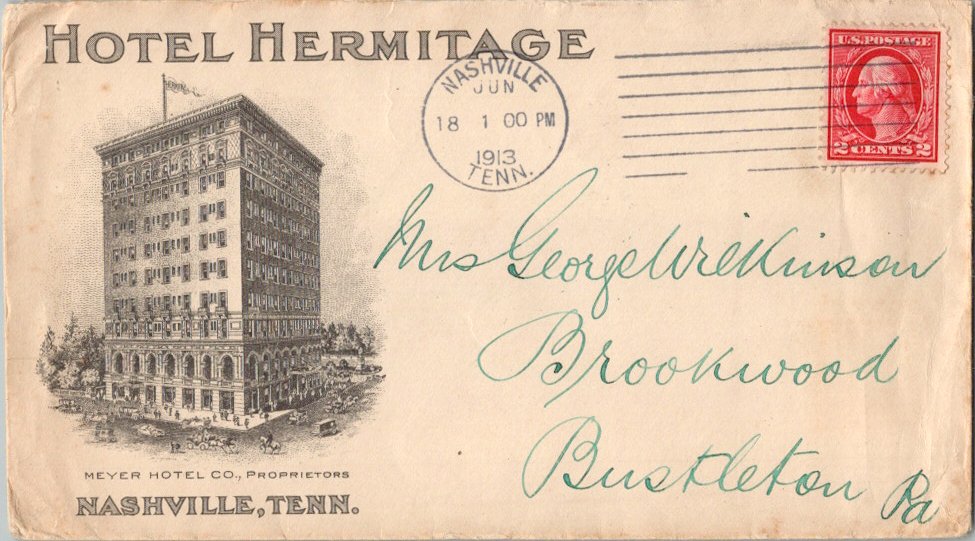 HOTEL HERMITAGE
NASHVILLE
JUN
18 1 00 PM
1913
TENN.
U.S. POSTAGE
2 CENTS 2
Mrs George Wilkinson
Brookwood
Bustleton Pa
MEYER HOTEL CO., PROPRIETORS
NASHVILLE, TENN.